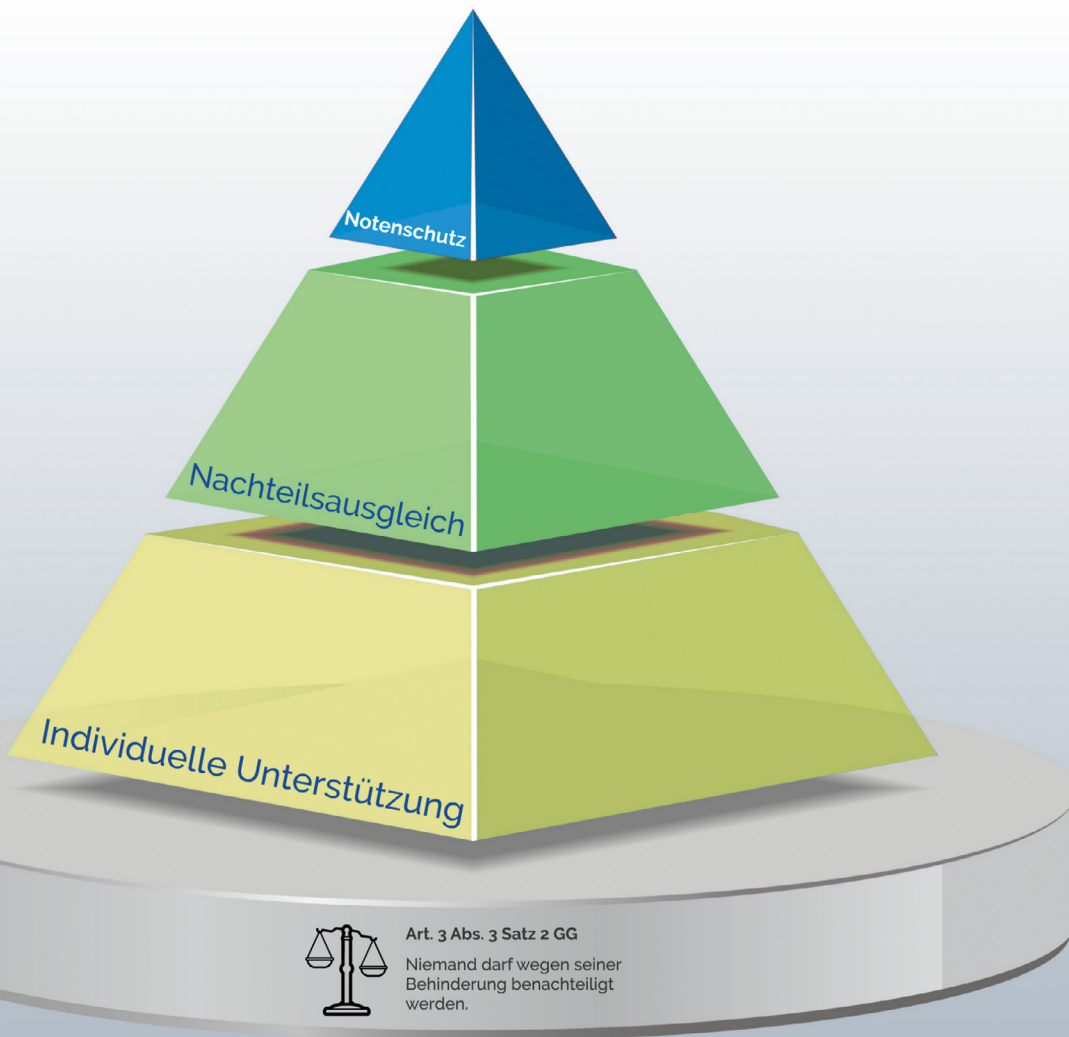 Notenschutz
Nachteilsausgleich
Individuelle Unterstützung
Art. 3 Abs. 3 Satz 2 GG
Niemand darf wegen seiner
Behinderung benachteiligt
werden.